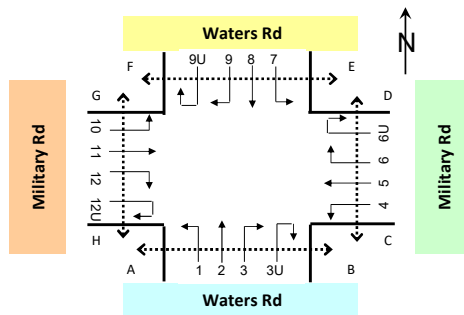 Waters Rd
N
F
9U 9 8 7
E
G
D
Military Rd
10
11
12
12U
6U
6
5
4
Military Rd
H
C
A
1 2 3 3U
B
Waters Rd